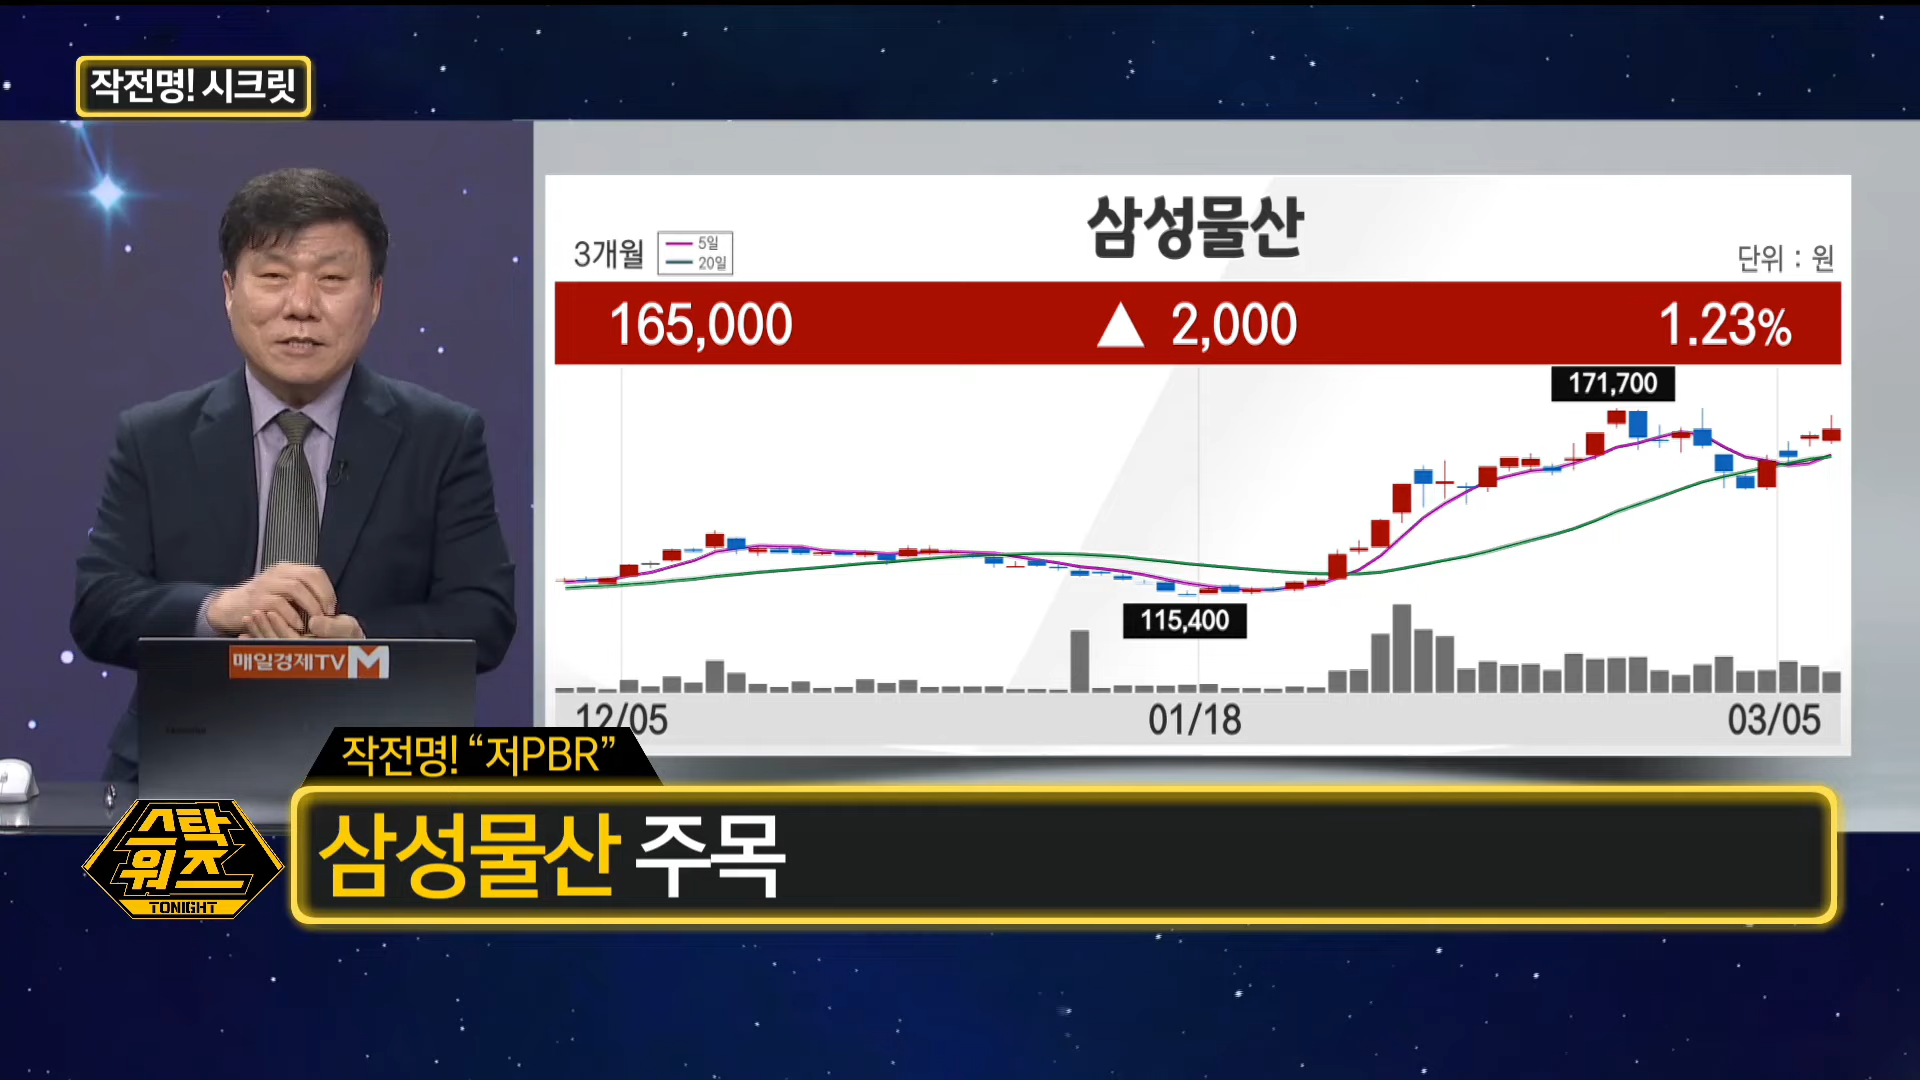 작전명! 시크릿
삼성물산
3개월
5일
20일
단위 : 원
165,000 ▲ 2,000 1.23%
171,700
115,400
12/05 01/18 03/05
매일경제TV M
작전명! “저PBR”
스탁
워즈
TONIGHT
삼성물산 주목